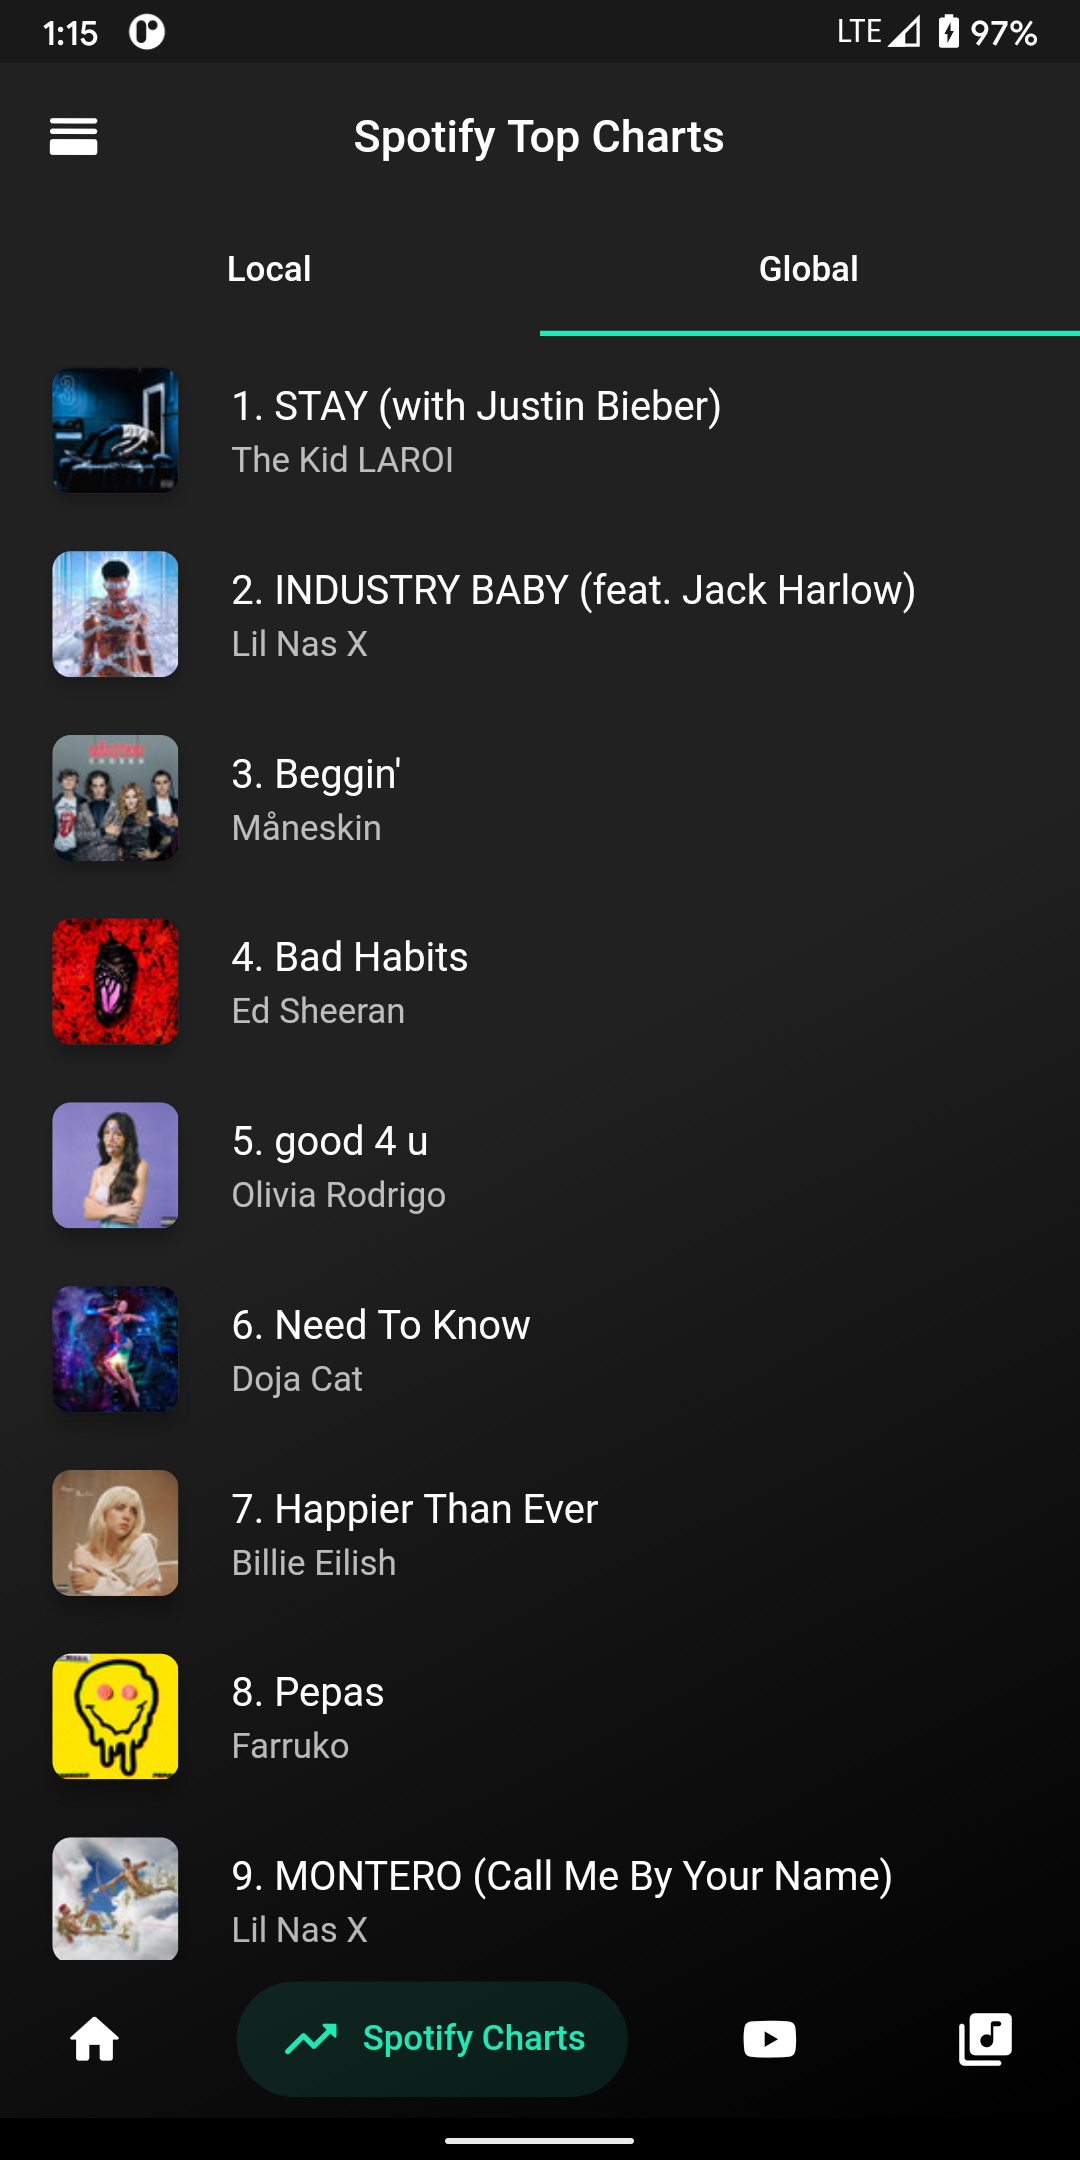 1:15
LTE
97%
Spotify Top Charts
Local
Global
1. STAY (with Justin Bieber)
The Kid LAROI
2. INDUSTRY BABY (feat. Jack Harlow)
Lil Nas X
3. Beggin'
Måneskin
4. Bad Habits
Ed Sheeran
5. good 4 u
Olivia Rodrigo
6. Need To Know
Doja Cat
7. Happier Than Ever
Billie Eilish
8. Pepas
Farruko
9. MONTERO (Call Me By Your Name)
Lil Nas X
Spotify Charts